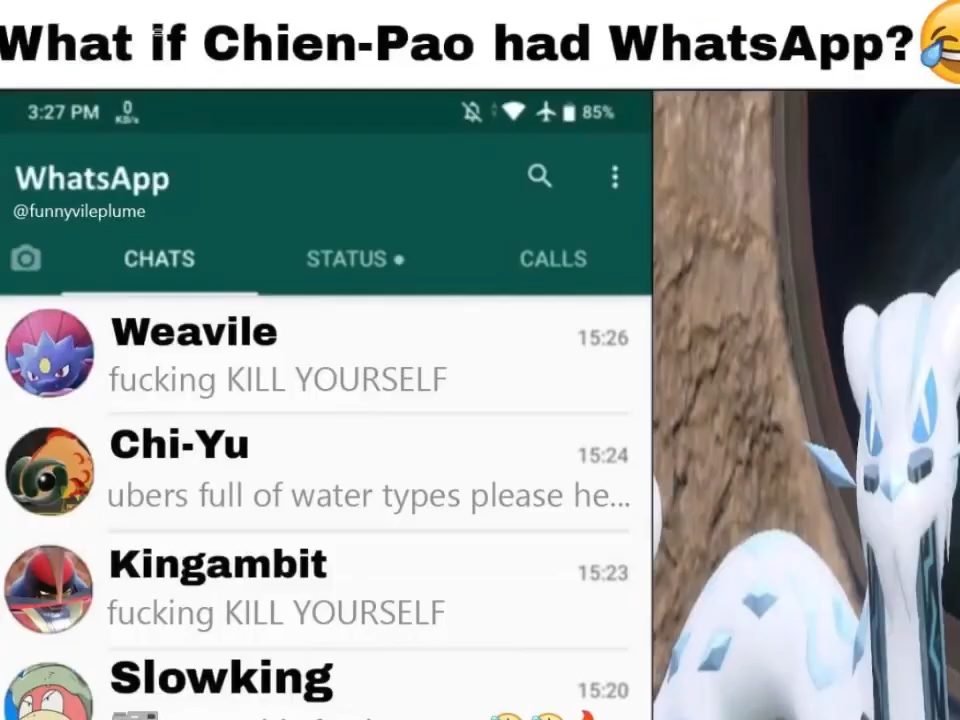 What if Chien-Pao had WhatsApp?😂
3:27 PM 0 KB/s 85%
WhatsApp
@funnyvileplume
CHATS STATUS • CALLS
Weavile 15:26
fucking KILL YOURSELF
Chi-Yu 15:24
ubers full of water types please he...
Kingambit 15:23
fucking KILL YOURSELF
Slowking 15:20